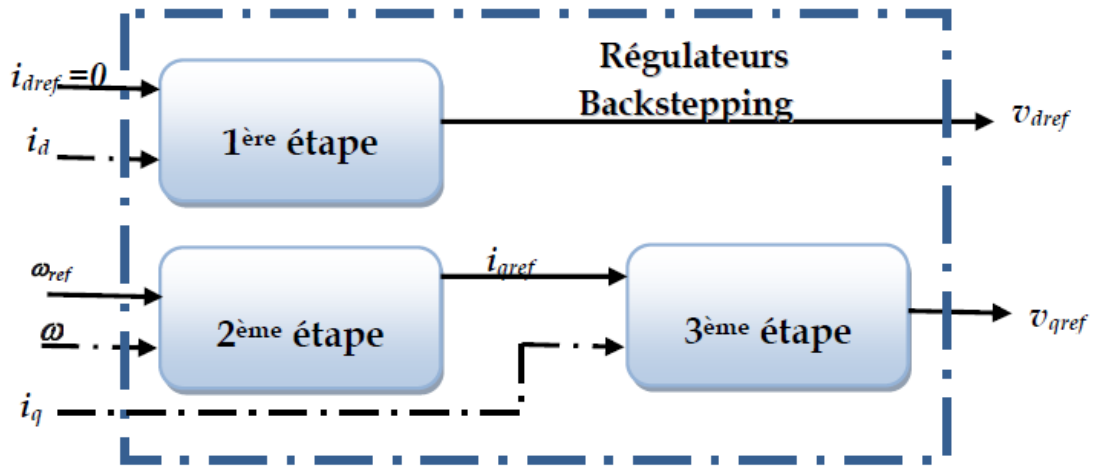 i_dref =0
Régulateurs
Backstepping
v_dref
i_d
1ère étape
ω_ref
i_qref
ω
2ème étape
3ème étape
v_qref
i_q